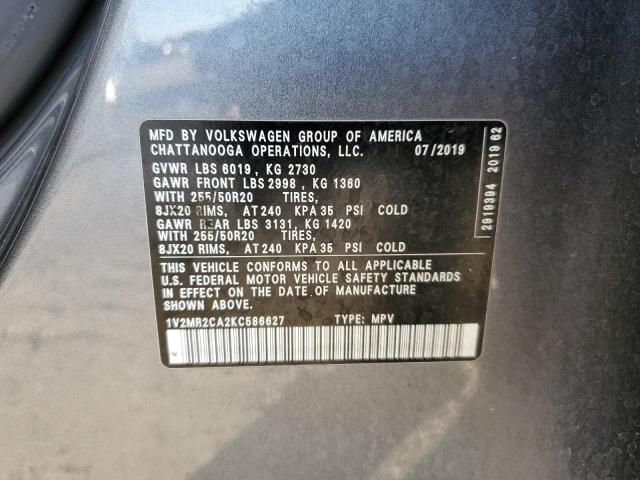 MFD BY VOLKSWAGEN GROUP OF AMERICA
CHATTANOOGA OPERATIONS, LLC. 07/2019
GVWR LBS 6019, KG 2730
GAWR FRONT LBS 2998, KG 1360
WITH 255/50R20 TIRES,
8JX20 RIMS, AT 240 KPA 35 PSI COLD
GAWR REAR LBS 3131, KG 1420
WITH 255/50R20 TIRES,
8JX20 RIMS, AT 240 KPA 35 PSI COLD
THIS VEHICLE CONFORMS TO ALL APPLICABLE
U.S. FEDERAL MOTOR VEHICLE SAFETY STANDARDS
IN EFFECT ON THE DATE OF MANUFACTURE
SHOWN ABOVE.
1V2MR2CA2KC586627 TYPE: MPV
2919394 2019 62